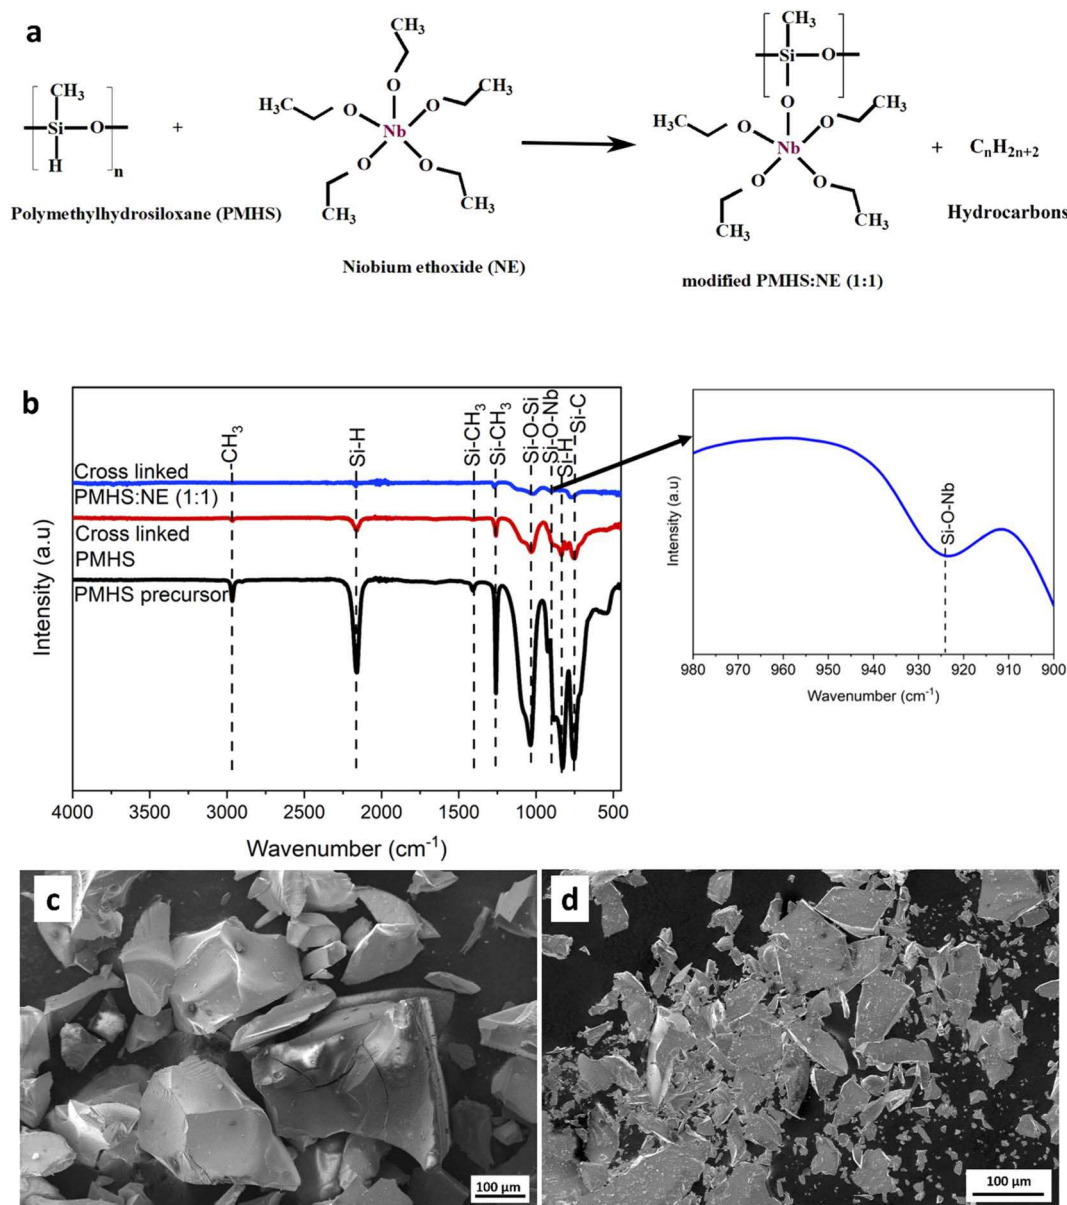 a
CH₃
Si
O
H
n
Polymethylhydrosiloxane (PMHS)
+
CH₃
O
H₃C
O
O
CH₃
Nb
O
O
CH₃
CH₃
Niobium ethoxide (NE)
CH₃
Si
O
O
H₃C
O
O
CH₃
Nb
O
O
CH₃
CH₃
modified PMHS:NE (1:1)
+ CₙH₂ₙ₊₂
Hydrocarbons
b
CH₃
Si-H
Si-CH₃
Si-CH₃
Si-O-Si
Si-O-Nb
Si-H
Si-C
Cross linked
PMHS:NE (1:1)
Cross linked
PMHS
PMHS precursor
Intensity (a.u)
4000 3000 2500 2000 1500 1000 500
Wavenumber (cm⁻¹)
Si-O-Nb
Intensity (a.u)
980 970 960 950 940 930 920 910 900
Wavenumber (cm⁻¹)
c
100 μm
d
100 μm